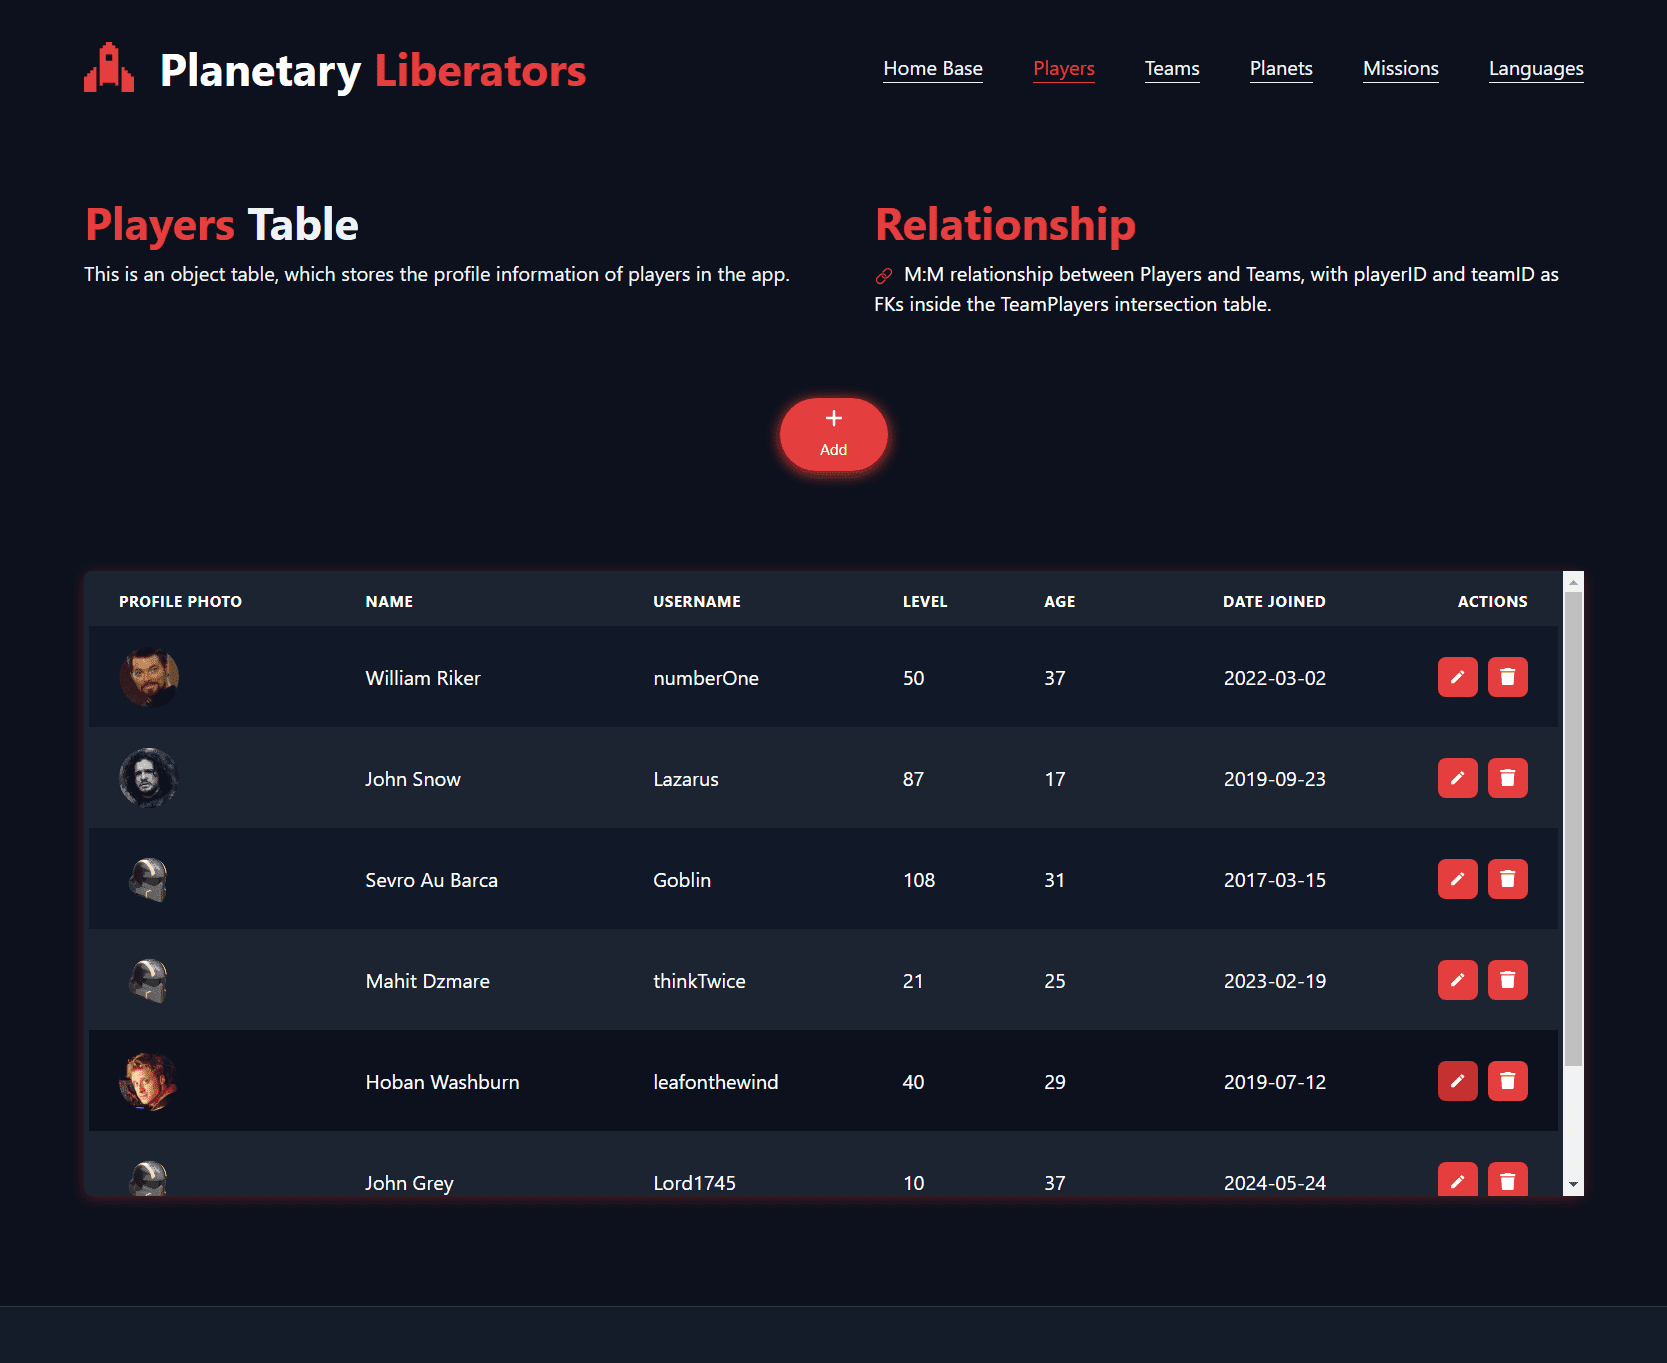 Planetary Liberators
Home Base Players Teams Planets Missions Languages
Players Table
This is an object table, which stores the profile information of players in the app.
Relationship
M:M relationship between Players and Teams, with playerID and teamID as
FKs inside the TeamPlayers intersection table.
Add
PROFILE PHOTO NAME USERNAME LEVEL AGE DATE JOINED ACTIONS
William Riker numberOne 50 37 2022-03-02
John Snow Lazarus 87 17 2019-09-23
Sevro Au Barca Goblin 108 31 2017-03-15
Mahit Dzmare thinkTwice 21 25 2023-02-19
Hoban Washburn leafonthewind 40 29 2019-07-12
John Grey Lord1745 10 37 2024-05-24